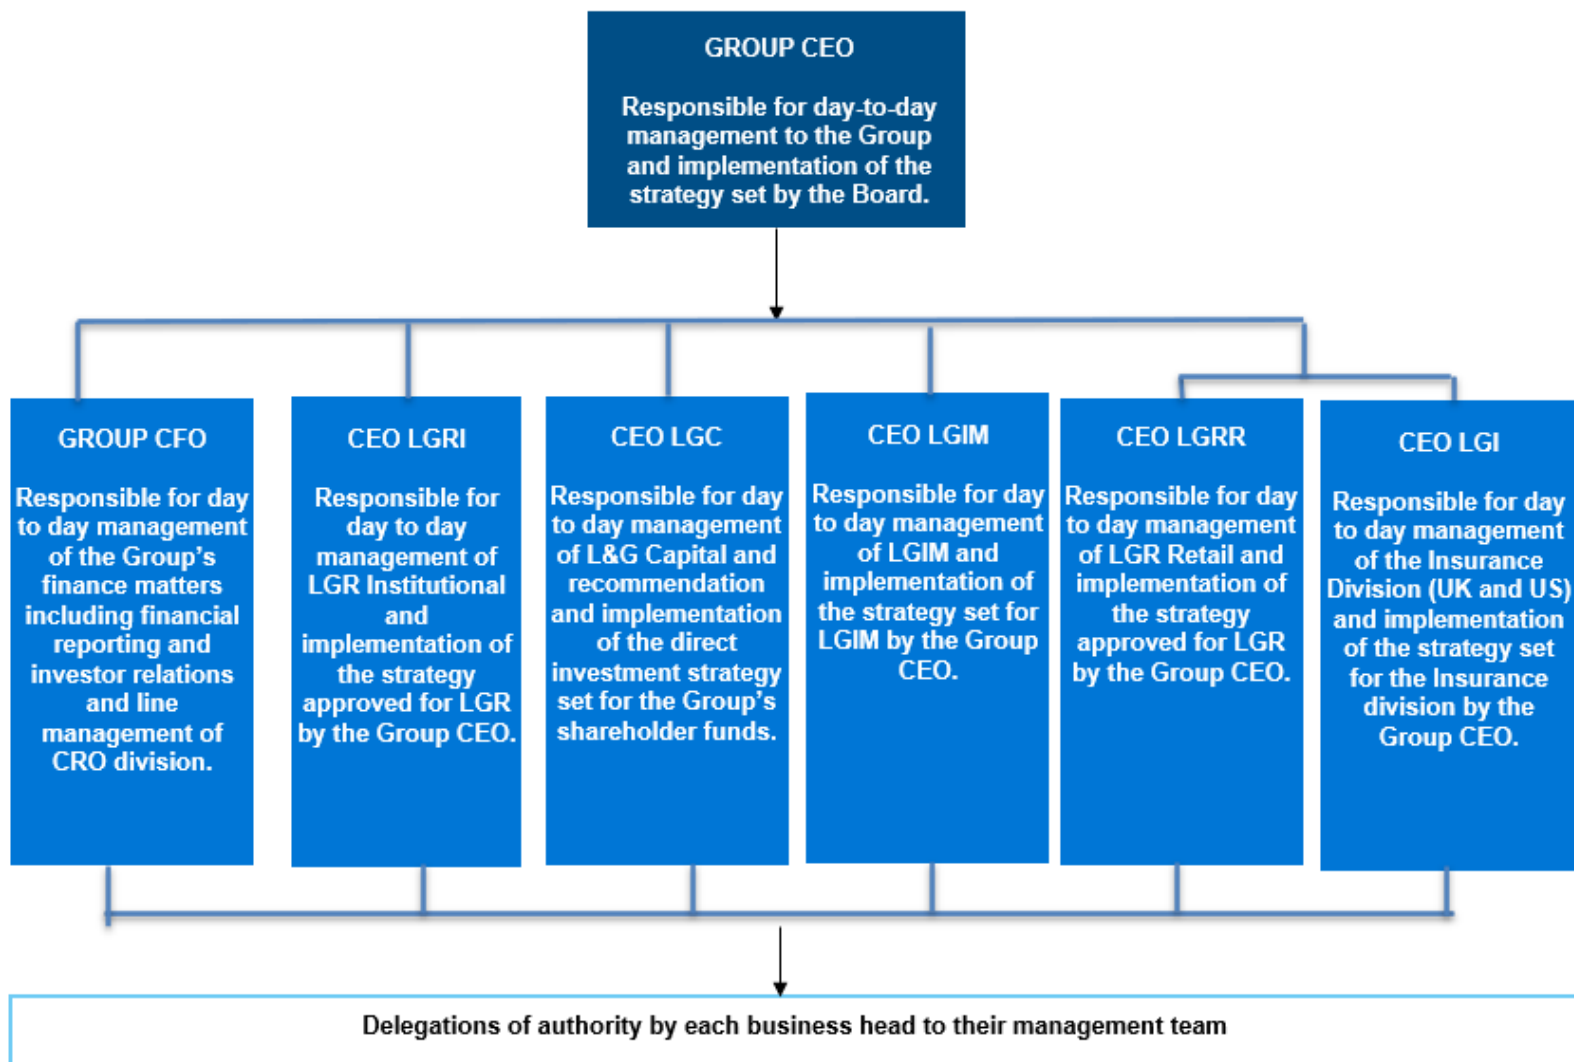 GROUP CEO
Responsible for day-to-day
management to the Group
and implementation of the
strategy set by the Board.
GROUP CFO
Responsible for day
to day management
of the Group's
finance matters
including financial
reporting and
investor relations
and line
management of
CRO division.
CEO LGRI
Responsible for
day to day
management of
LGR Institutional
and
implementation of
the strategy
approved for LGR
by the Group CEO.
CEO LGC
Responsible for day
to day management
of L&G Capital and
recommendation
and implementation
of the direct
investment strategy
set for the Group's
shareholder funds.
CEO LGIM
Responsible for day
to day management
of LGIM and
implementation of
the strategy set for
LGIM by the Group
CEO.
CEO LGRR
Responsible for day
to day management
of LGR Retail and
implementation of
the strategy
approved for LGR
by the Group CEO.
CEO LGI
Responsible for day
to day management
of the Insurance
Division (UK and US)
and implementation
of the strategy set
for the Insurance
division by the
Group CEO.
Delegations of authority by each business head to their management team